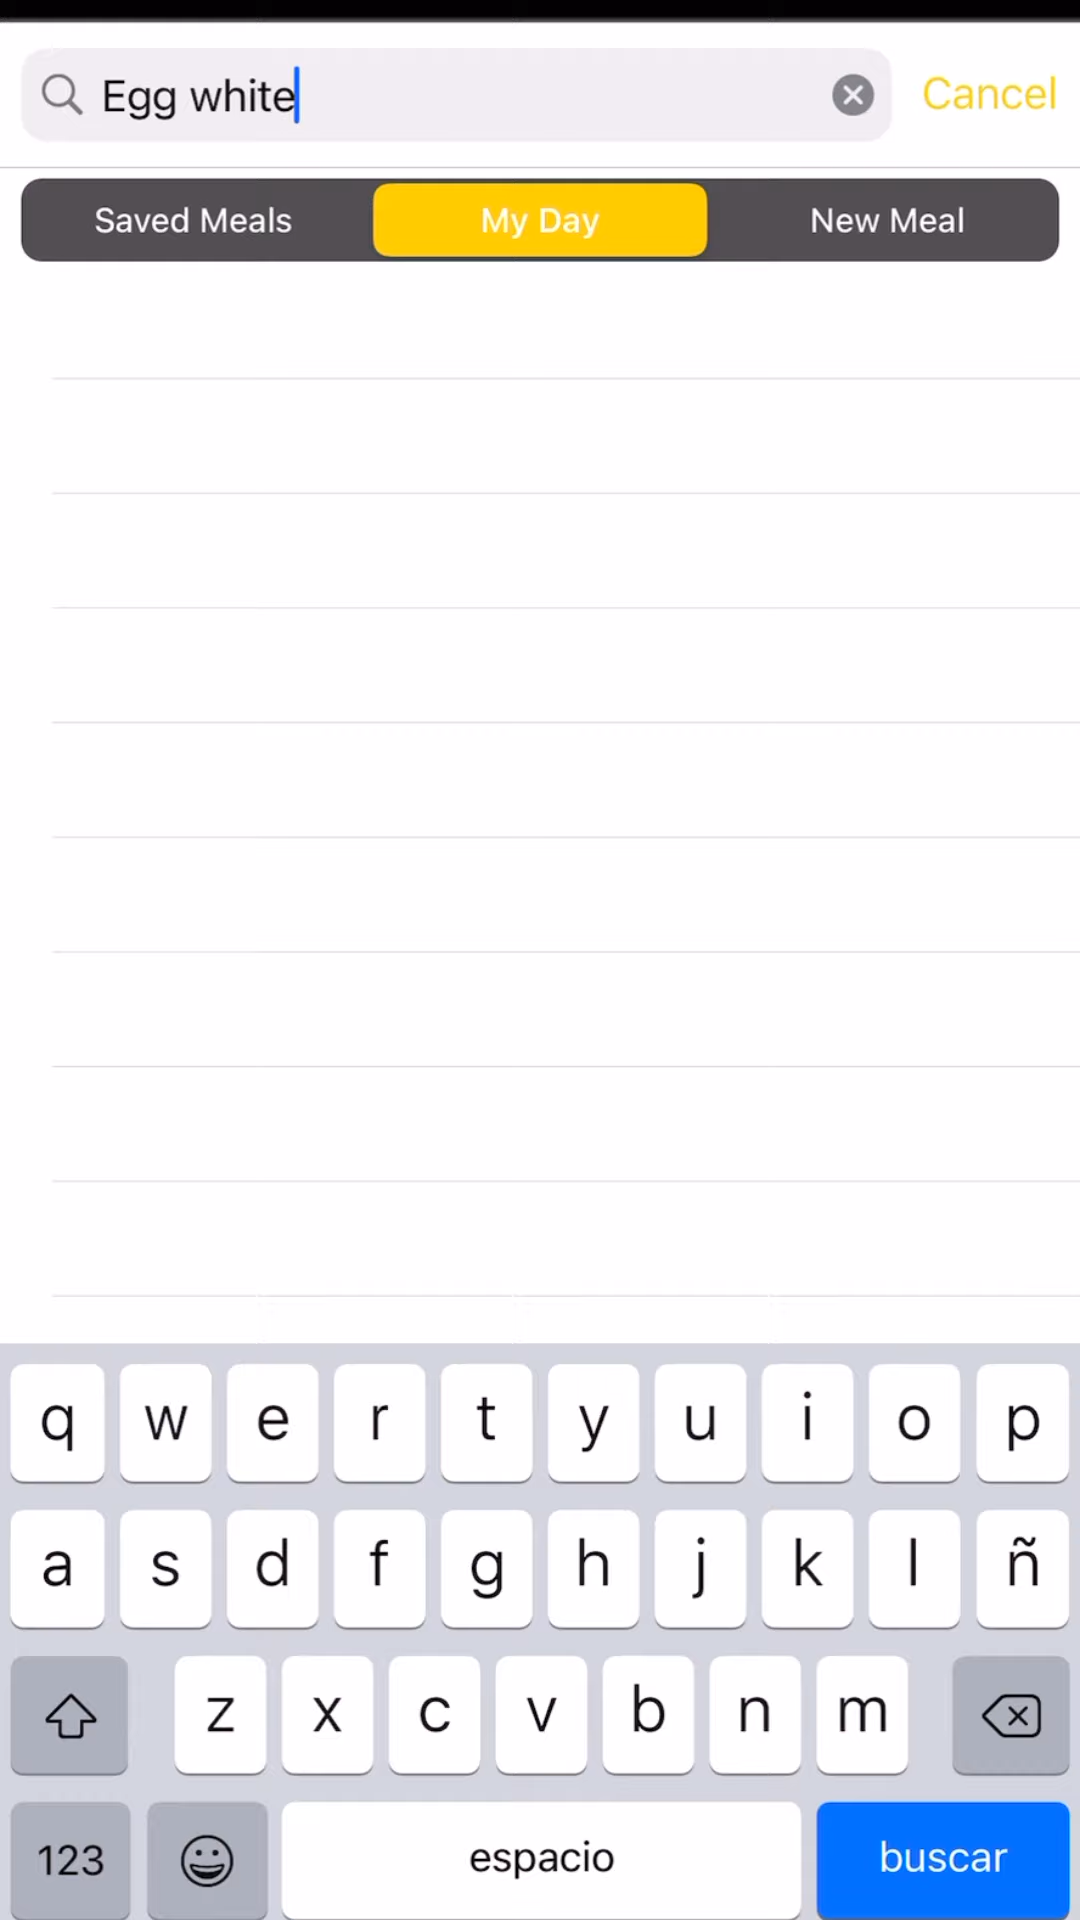 Egg white
Cancel
Saved Meals
My Day
New Meal
q w e r t y u i o p
a s d f g h j k l ñ
z x c v b n m
123
espacio
buscar